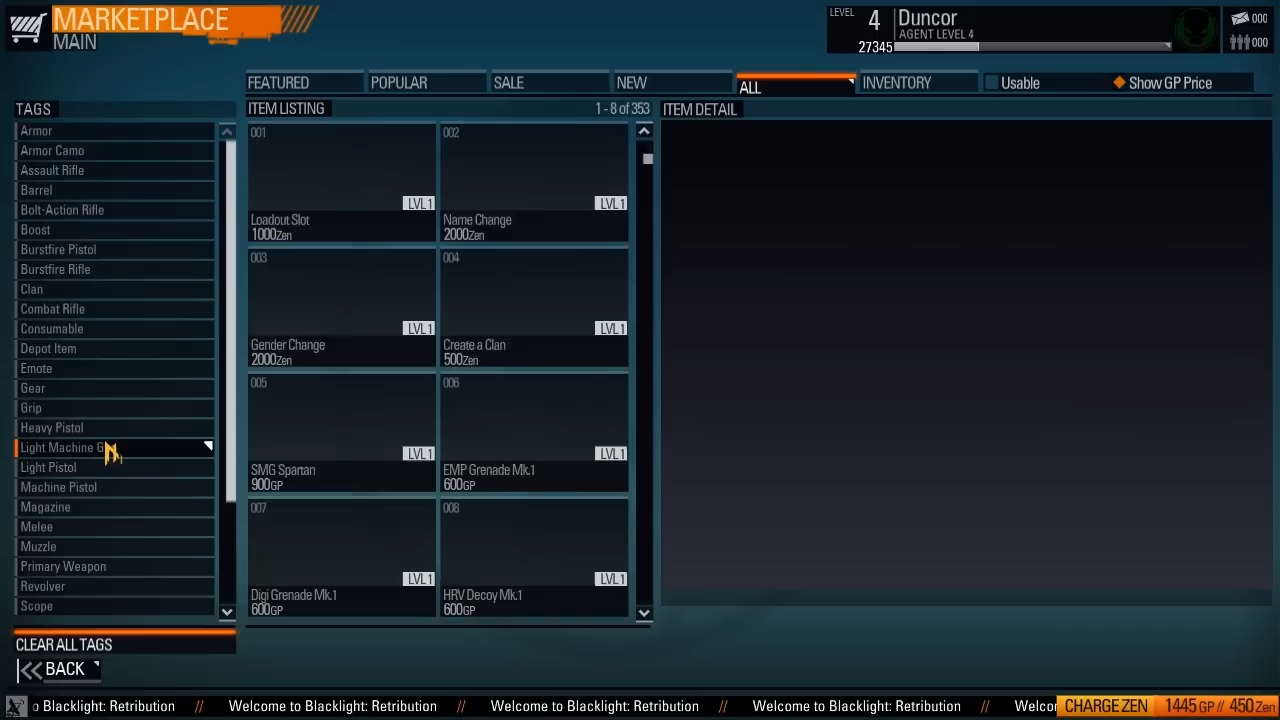 MARKETPLACE
MAIN
LEVEL 4 Duncor
AGENT LEVEL 4
27345
000
000
FEATURED POPULAR SALE NEW ALL INVENTORY Usable Show GP Price
TAGS
Armor
Armor Camo
Assault Rifle
Barrel
Bolt-Action Rifle
Boost
Burstfire Pistol
Burstfire Rifle
Clan
Combat Rifle
Consumable
Depot Item
Emote
Gear
Grip
Heavy Pistol
Light Machine G
Light Pistol
Machine Pistol
Magazine
Melee
Muzzle
Primary Weapon
Revolver
Scope
CLEAR ALL TAGS
BACK
ITEM LISTING 1 - 8 of 353
001
LVL 1
Loadout Slot
1000Zen
002
LVL 1
Name Change
2000Zen
003
LVL 1
Gender Change
2000Zen
004
LVL 1
Create a Clan
500Zen
005
LVL 1
SMG Spartan
900GP
006
LVL 1
EMP Grenade Mk.1
600GP
007
LVL 1
Digi Grenade Mk.1
600GP
008
LVL 1
HRV Decoy Mk.1
600GP
ITEM DETAIL
o Blacklight: Retribution // Welcome to Blacklight: Retribution // Welcome to Blacklight: Retribution // Welcome to Blacklight: Retribution // Welcor CHARGE ZEN 1445 GP // 450 Zen